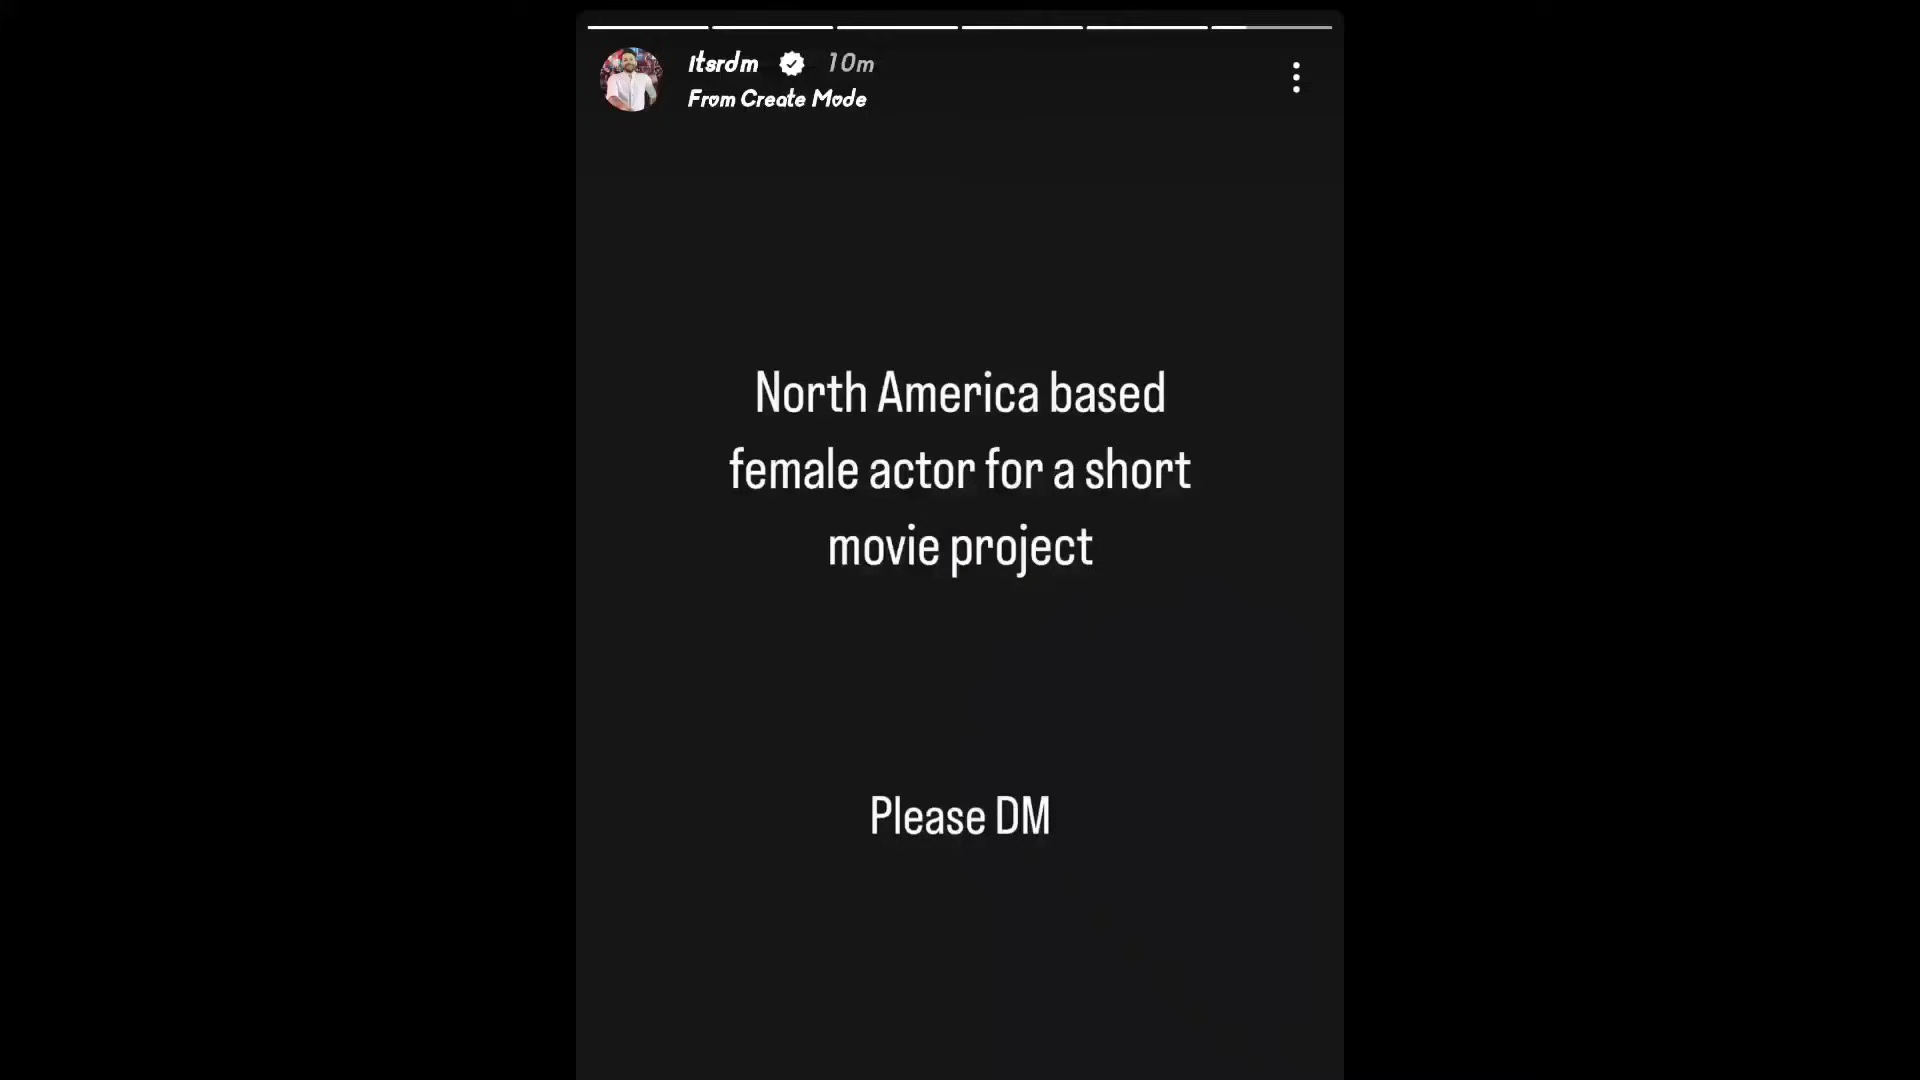 Itsrdm 10m
From Create Mode
North America based
female actor for a short
movie project
Please DM